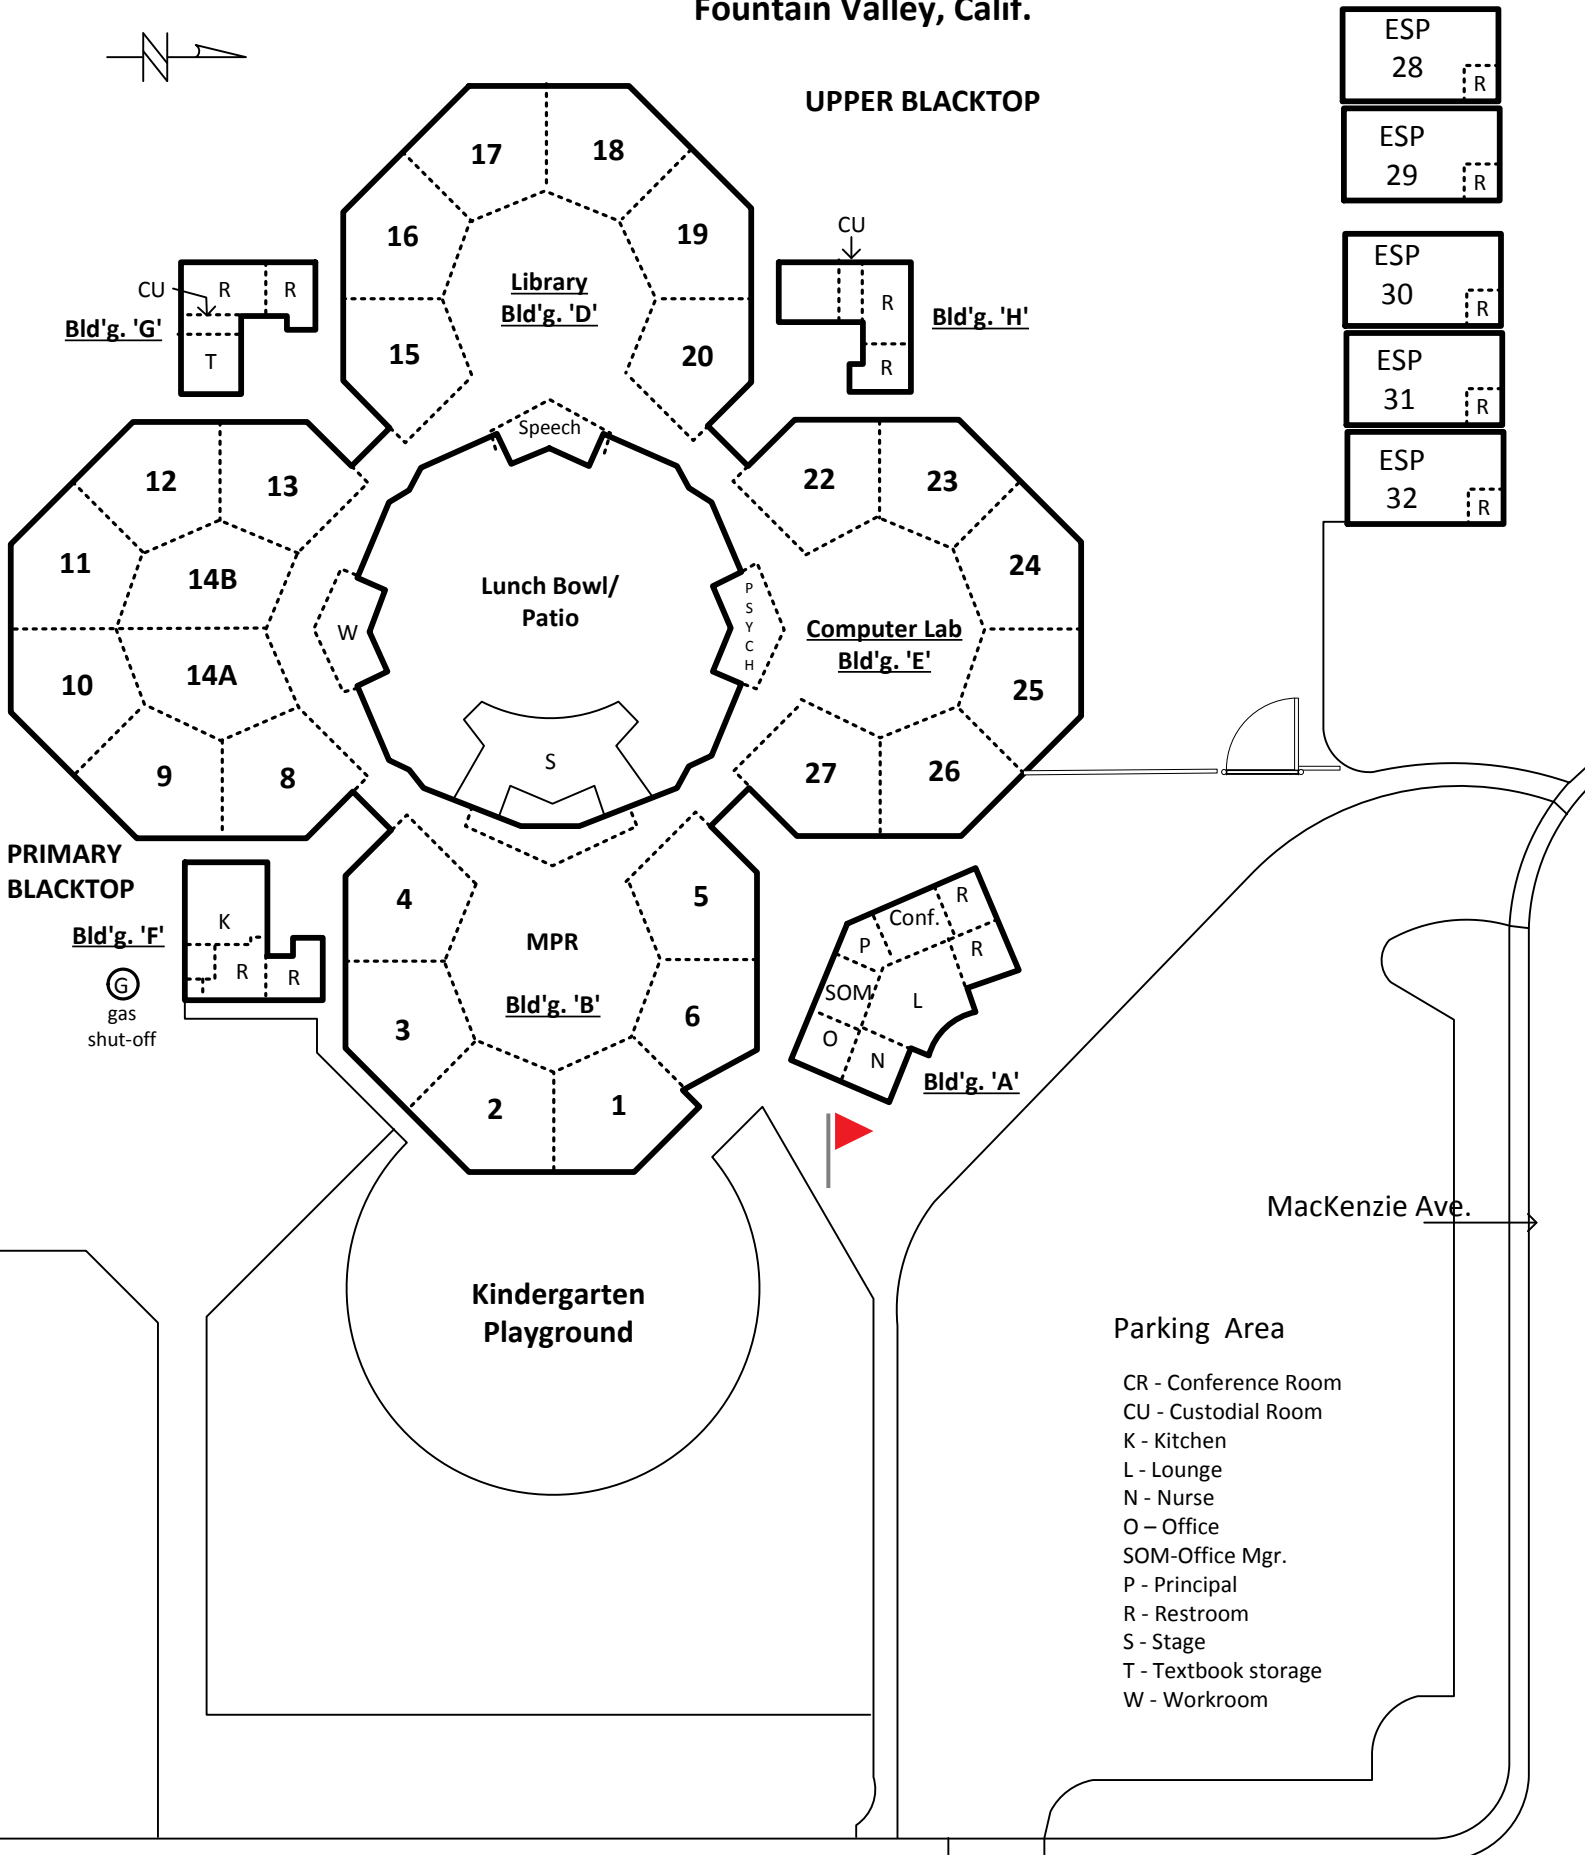 Fountain Valley, Calif.
N
UPPER BLACKTOP
ESP
28
R
ESP
29
R
ESP
30
R
ESP
31
R
ESP
32
R
17
18
16
19
15
20
Library
Bld'g. 'D'
CU
R
R
T
Bld'g. 'G'
CU
R
R
Bld'g. 'H'
Speech
12
13
11
14B
10
14A
9
8
W
Lunch Bowl/
Patio
P
S
Y
C
H
S
22
23
24
25
26
27
Computer Lab
Bld'g. 'E'
PRIMARY
BLACKTOP
Bld'g. 'F'
K
R
R
G
gas
shut-off
4
5
3
6
2
1
MPR
Bld'g. 'B'
Conf.
R
R
P
SOM
L
O
N
Bld'g. 'A'
MacKenzie Ave.
Kindergarten
Playground
Parking Area
CR - Conference Room
CU - Custodial Room
K - Kitchen
L - Lounge
N - Nurse
O – Office
SOM-Office Mgr.
P - Principal
R - Restroom
S - Stage
T - Textbook storage
W - Workroom